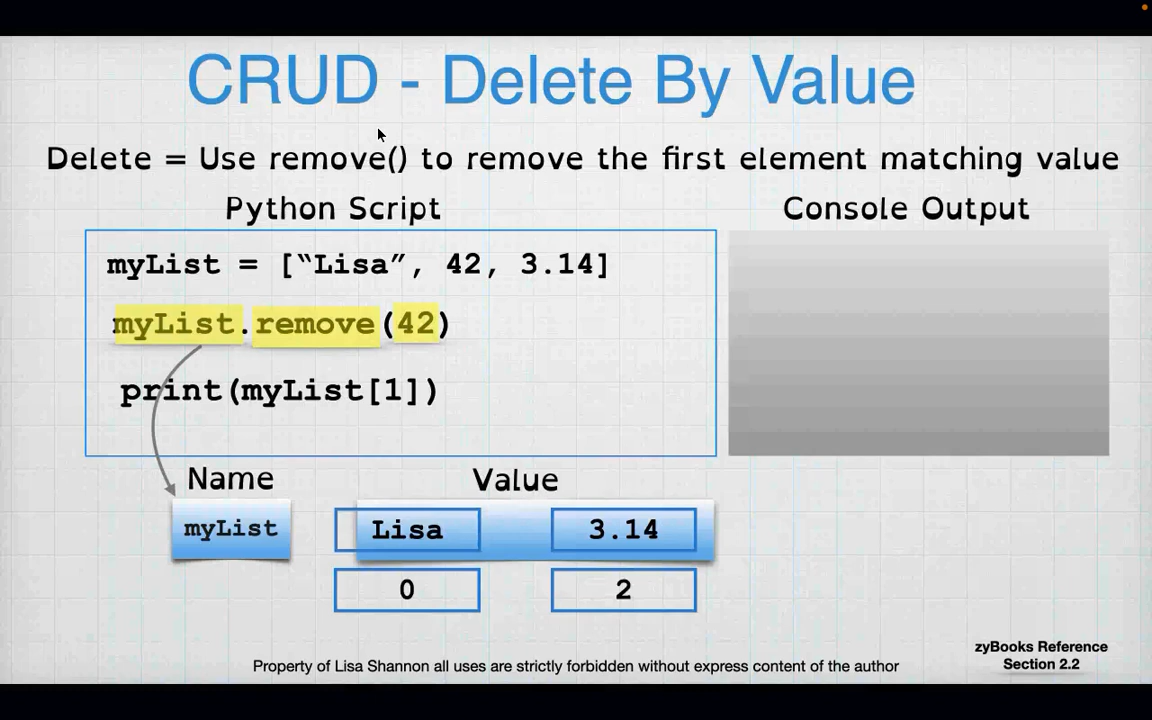 CRUD - Delete By Value
Delete = Use remove() to remove the first element matching value
Python Script
Console Output
myList = [“Lisa”, 42, 3.14]
myList.remove(42)
print(myList[1])
Name
Value
myList
Lisa
3.14
0
2
zyBooks Reference
Section 2.2
Property of Lisa Shannon all uses are strictly forbidden without express content of the author